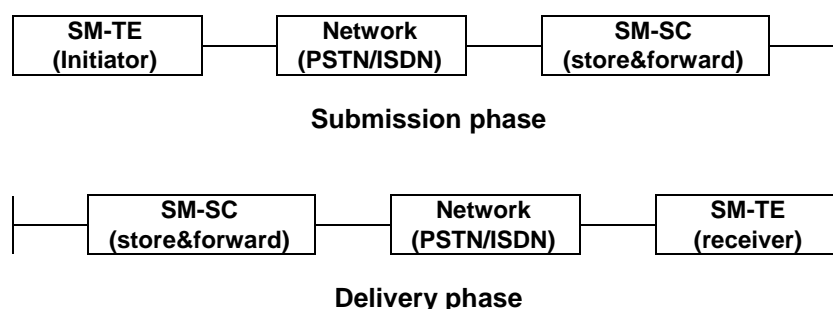 SM-TE
(Initiator)
Network
(PSTN/ISDN)
SM-SC
(store&forward)
Submission phase
SM-SC
(store&forward)
Network
(PSTN/ISDN)
SM-TE
(receiver)
Delivery phase